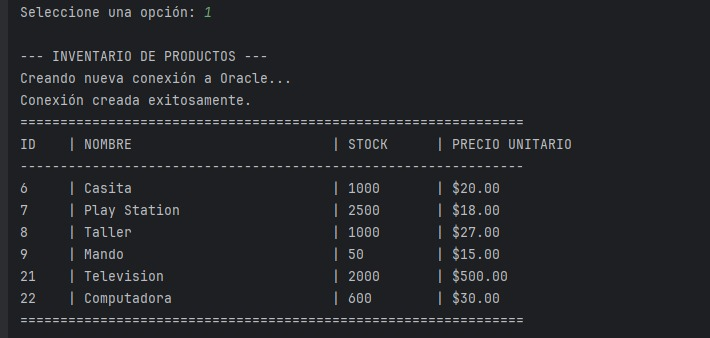 Seleccione una opción: 1
--- INVENTARIO DE PRODUCTOS ---
Creando nueva conexión a Oracle...
Conexión creada exitosamente.
===============================================================
ID    | NOMBRE                         | STOCK      | PRECIO UNITARIO
---------------------------------------------------------------
6     | Casita                         | 1000       | $20.00
7     | Play Station                   | 2500       | $18.00
8     | Taller                         | 1000       | $27.00
9     | Mando                          | 50         | $15.00
21    | Television                     | 2000       | $500.00
22    | Computadora                    | 600        | $30.00
===============================================================